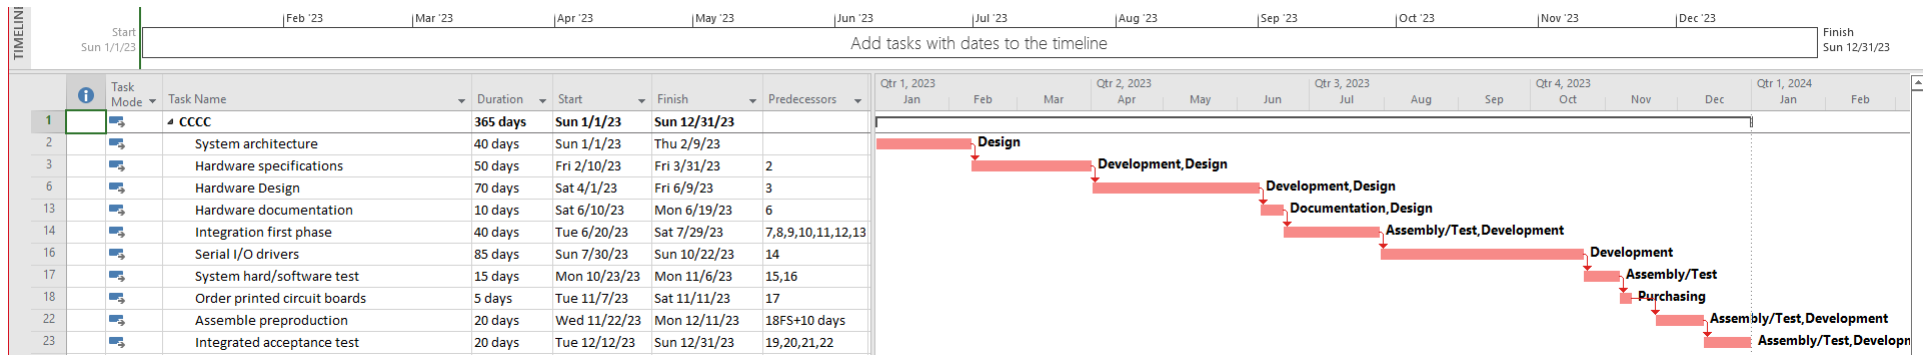 TIMELINE
Feb '23 Mar '23 Apr '23 May '23 Jun '23 Jul '23 Aug '23 Sep '23 Oct '23 Nov '23 Dec '23
Start
Sun 1/1/23
Add tasks with dates to the timeline
Finish
Sun 12/31/23
Task Mode Task Name Duration Start Finish Predecessors
Qtr 1, 2023 Qtr 2, 2023 Qtr 3, 2023 Qtr 4, 2023 Qtr 1, 2024
Jan Feb Mar Apr May Jun Jul Aug Sep Oct Nov Dec Jan Feb
1 CCCC 365 days Sun 1/1/23 Sun 12/31/23
2 System architecture 40 days Sun 1/1/23 Thu 2/9/23 Design
3 Hardware specifications 50 days Fri 2/10/23 Fri 3/31/23 2 Development,Design
6 Hardware Design 70 days Sat 4/1/23 Fri 6/9/23 3 Development,Design
13 Hardware documentation 10 days Sat 6/10/23 Mon 6/19/23 6 Documentation,Design
14 Integration first phase 40 days Tue 6/20/23 Sat 7/29/23 7,8,9,10,11,12,13 Assembly/Test,Development
16 Serial I/O drivers 85 days Sun 7/30/23 Sun 10/22/23 14 Development
17 System hard/software test 15 days Mon 10/23/23 Mon 11/6/23 15,16 Assembly/Test
18 Order printed circuit boards 5 days Tue 11/7/23 Sat 11/11/23 17 Purchasing
22 Assemble preproduction 20 days Wed 11/22/23 Mon 12/11/23 18FS+10 days Assembly/Test,Development
23 Integrated acceptance test 20 days Tue 12/12/23 Sun 12/31/23 19,20,21,22 Assembly/Test,Developm